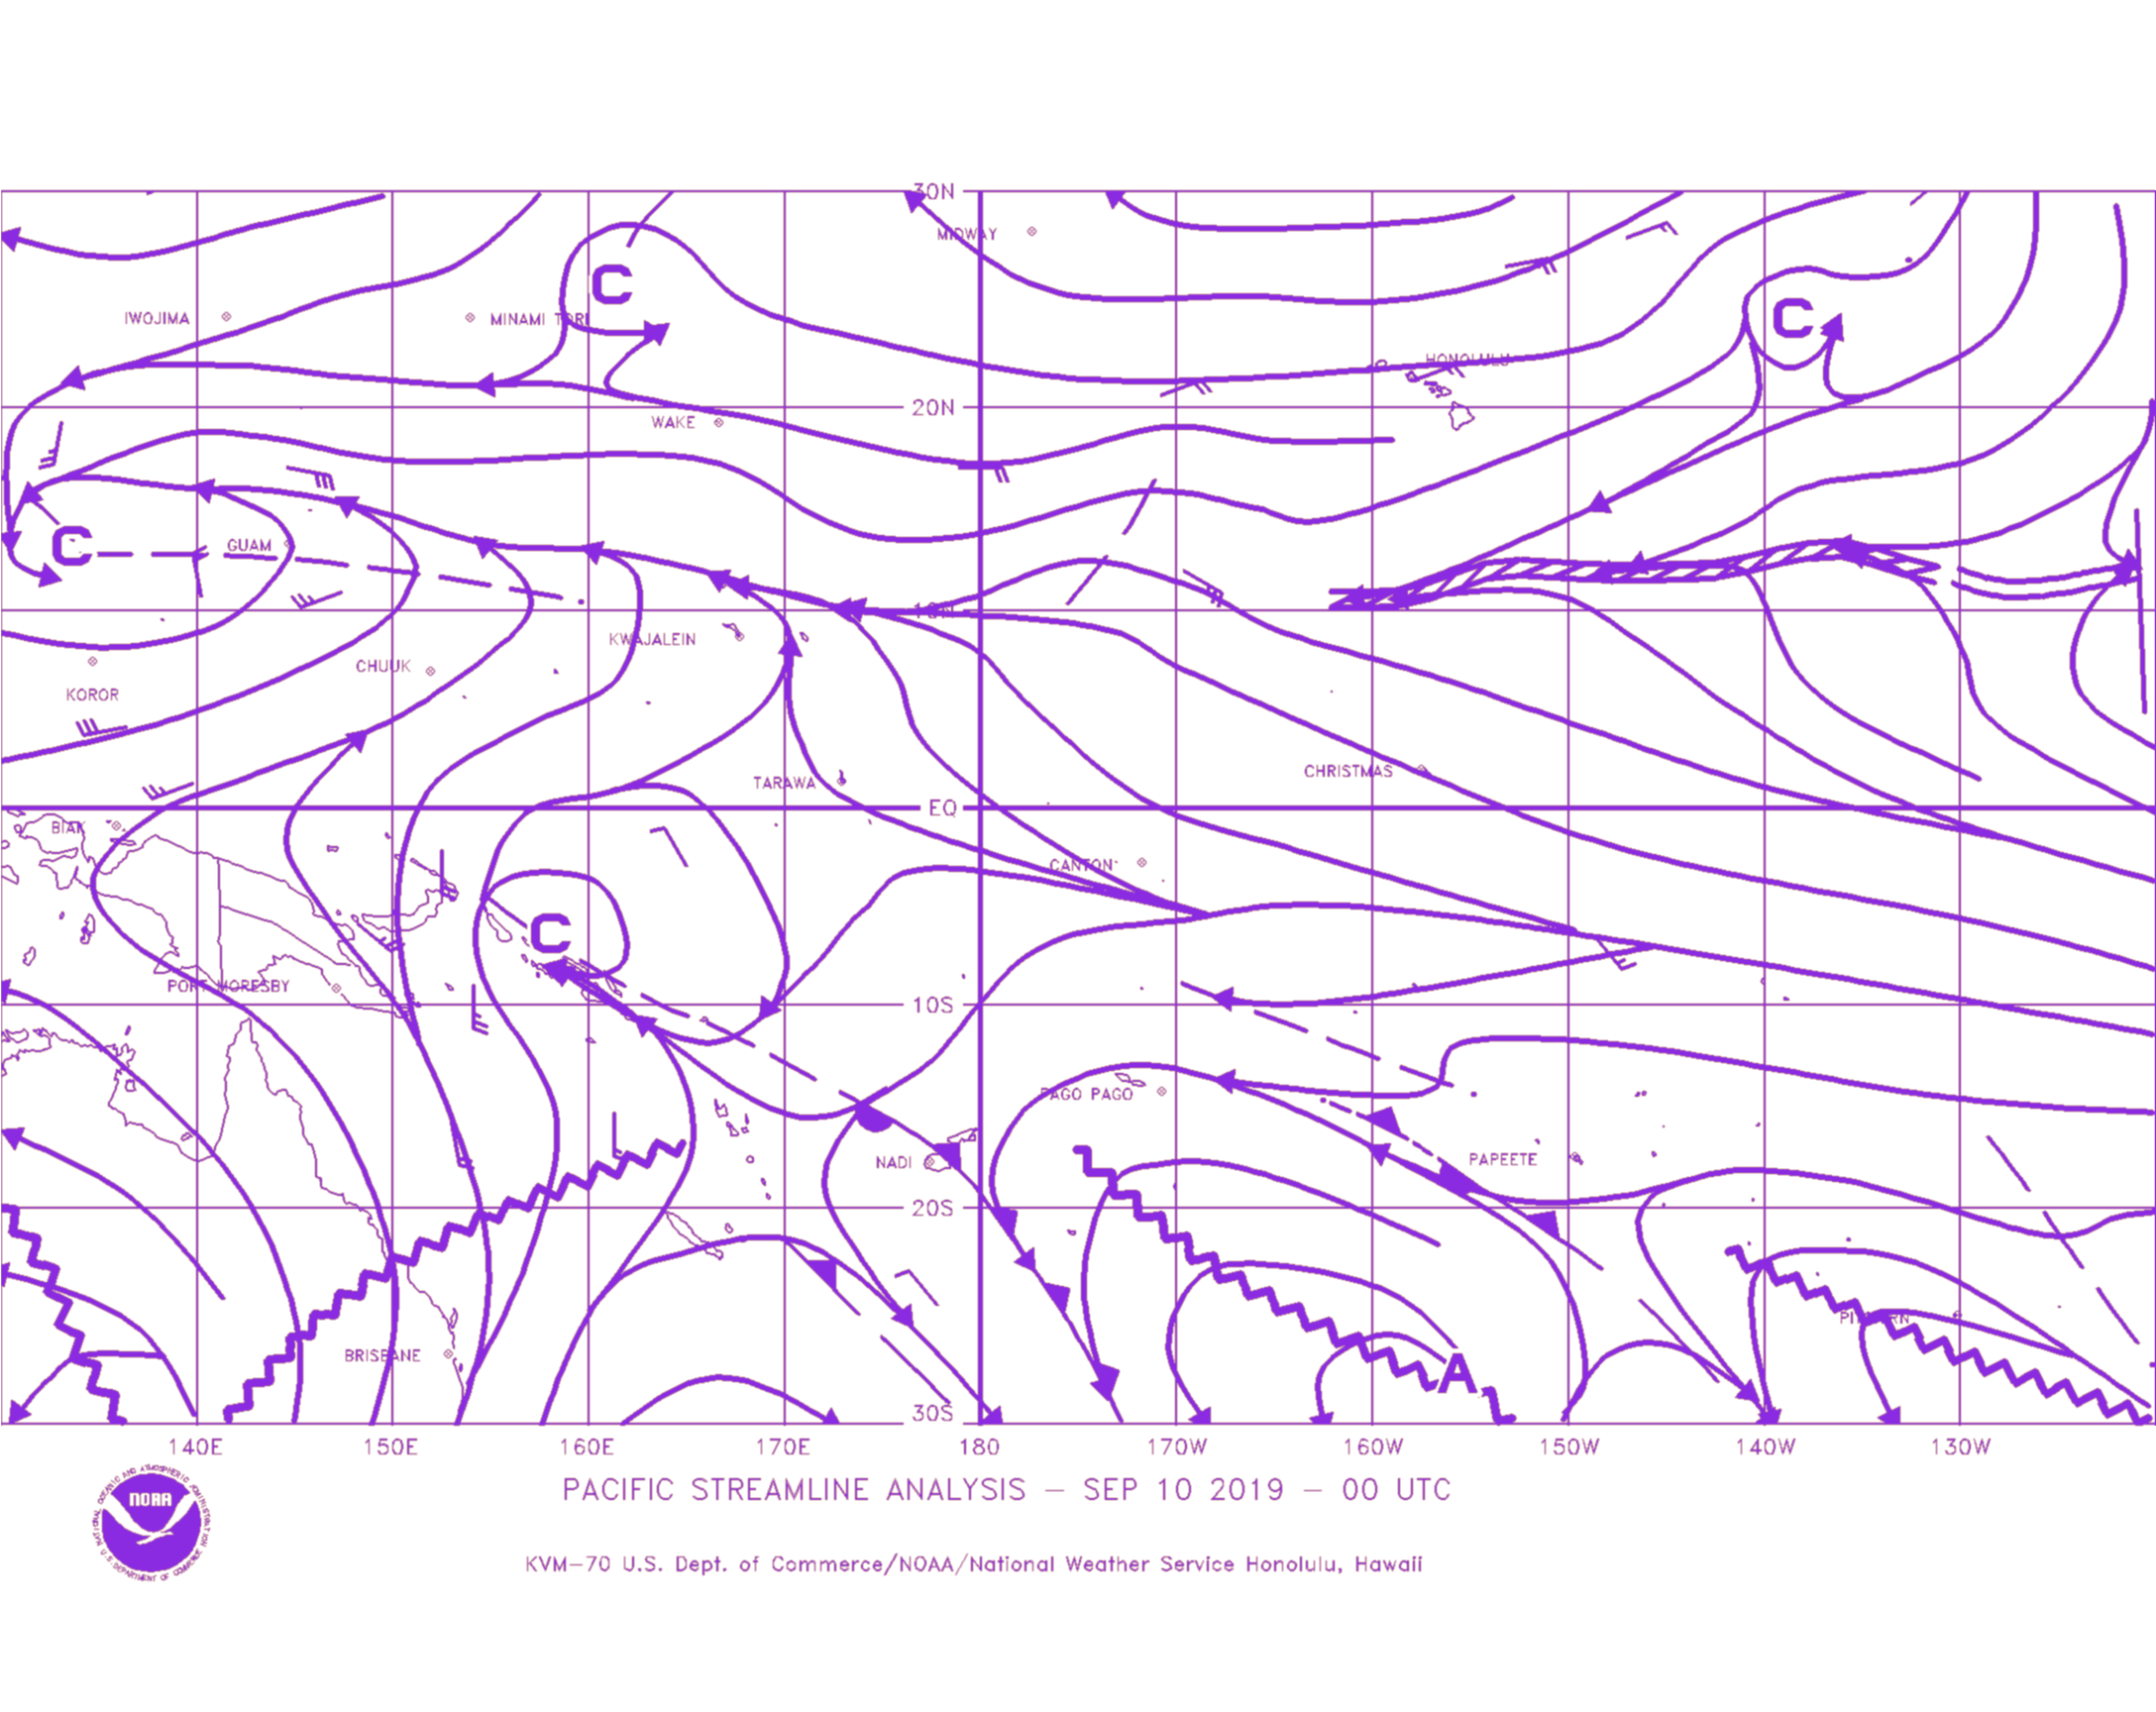 30N
MIDWAY
C
IWOJIMA
MINAMI TORI
C
HONOLULU
20N
WAKE
C
GUAM
10N
KWAJALEIN
CHUUK
KOROR
CHRISTMAS
TARAWA
EQ
BIAK
CANTON
C
PORT MORESBY
10S
PAGO PAGO
NADI
PAPEETE
20S
PITCAIRN
BRISBANE
A
30S
140E 150E 160E 170E 180 170W 160W 150W 140W 130W
PACIFIC STREAMLINE ANALYSIS – SEP 10 2019 – 00 UTC
NOAA
NATIONAL OCEANIC AND ATMOSPHERIC ADMINISTRATION
U.S. DEPARTMENT OF COMMERCE
KVM–70 U.S. Dept. of Commerce/NOAA/National Weather Service Honolulu, Hawaii